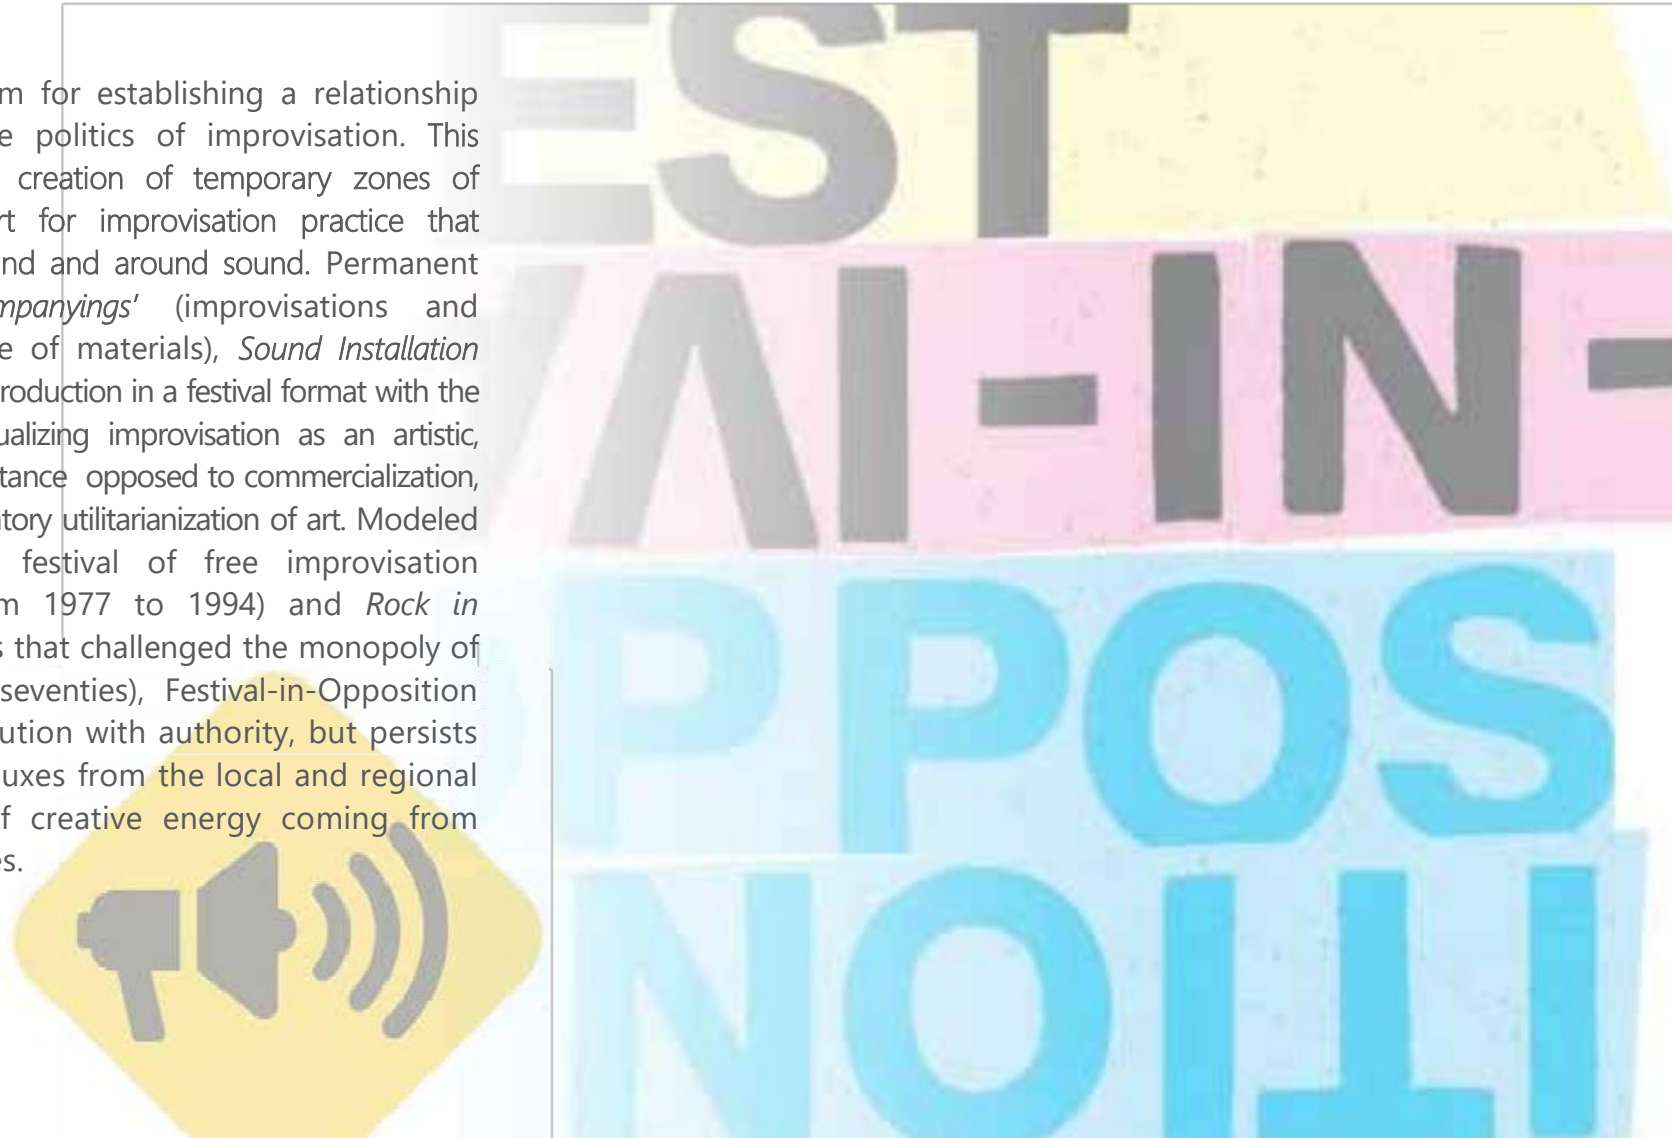 m for establishing a relationship
e politics of improvisation. This
creation of temporary zones of
rt for improvisation practice that
nd and around sound. Permanent
mpanyings' (improvisations and
e of materials), Sound Installation
roduction in a festival format with the
ualizing improvisation as an artistic,
tance opposed to commercialization,
tory utilitarianization of art. Modeled
festival of free improvisation
m 1977 to 1994) and Rock in
s that challenged the monopoly of
seventies), Festival-in-Opposition
ution with authority, but persists
uxes from the local and regional
f creative energy coming from
es.
EST
VAI-IN-
OPPOS
ITION